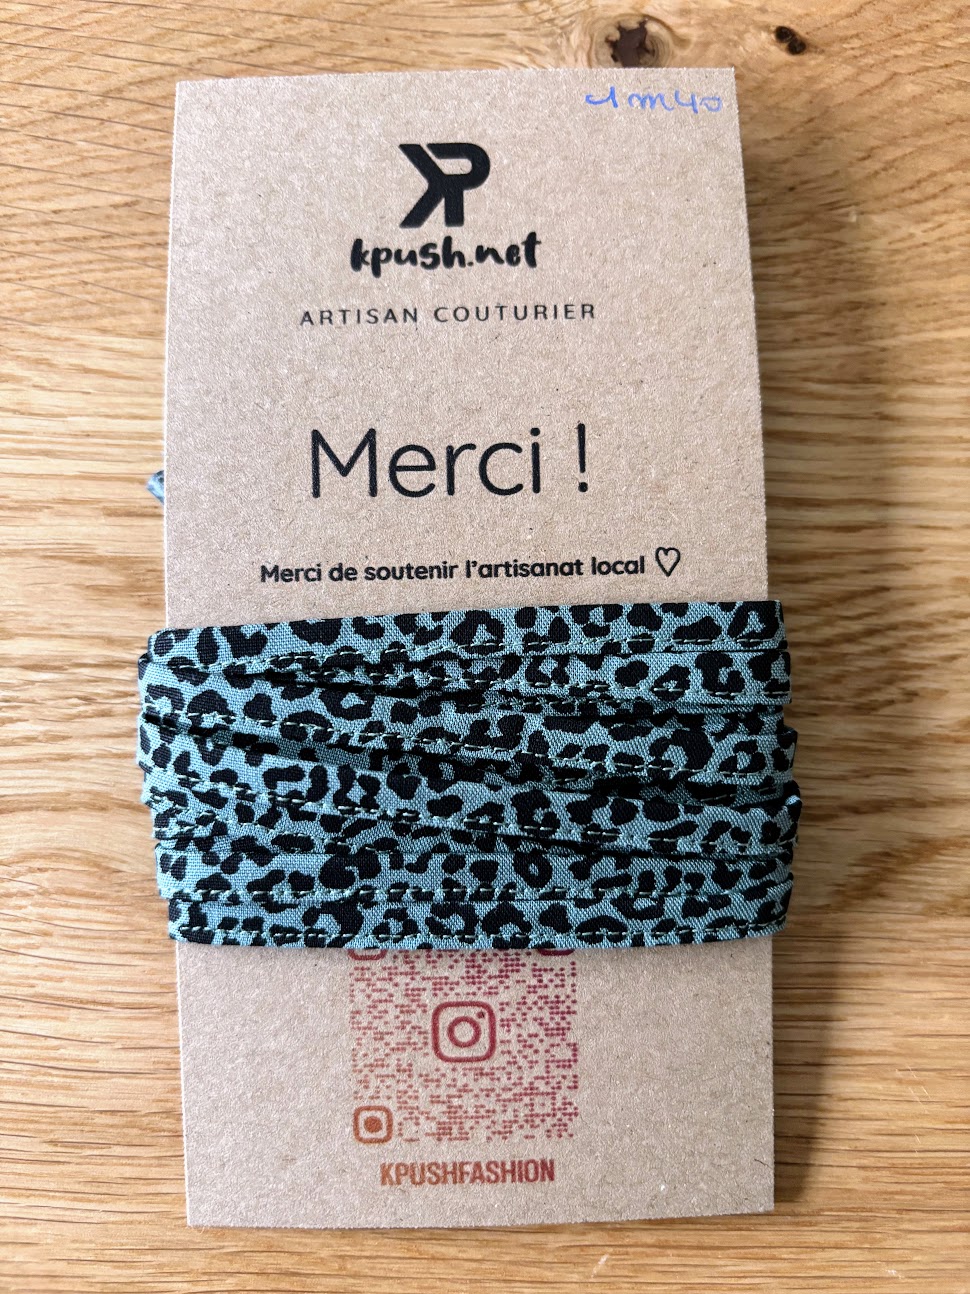 1m40
kpush.net
ARTISAN COUTURIER
Merci !
Merci de soutenir l'artisanat local ♡
KPUSHFASHION